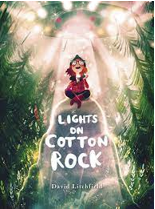 LIGHTS
ON
COTTON
ROCK
David Litchfield